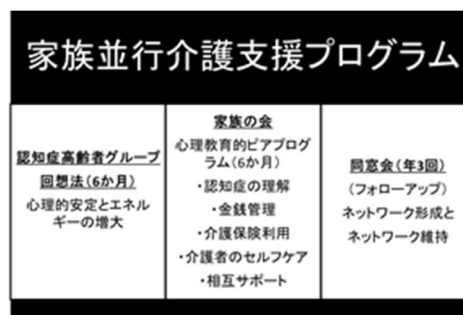 家族並行介護支援プログラム
認知症高齢者グループ
回想法(6か月)
心理的安定とエネル
ギーの増大
家族の会
心理教育的ピアプログ
ラム(6か月)
・認知症の理解
・金銭管理
・介護保険利用
・介護者のセルフケア
・相互サポート
同窓会(年3回)
(フォローアップ)
ネットワーク形成と
ネットワーク維持